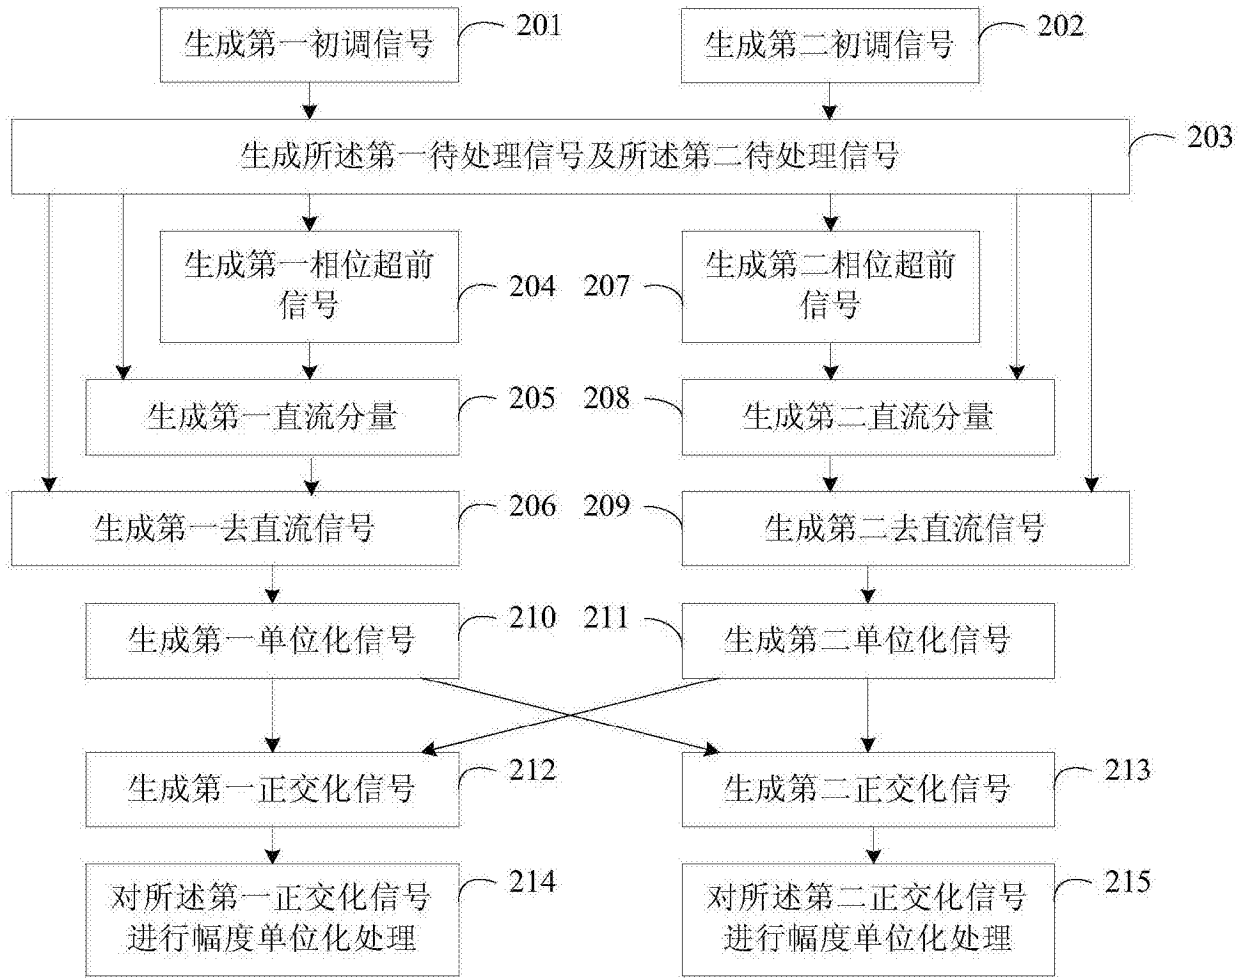 生成第一初调信号
201
生成第二初调信号
202
生成所述第一待处理信号及所述第二待处理信号
203
生成第一相位超前
信号
204
207
生成第二相位超前
信号
生成第一直流分量
205
208
生成第二直流分量
生成第一去直流信号
206
209
生成第二去直流信号
生成第一单位化信号
210
211
生成第二单位化信号
生成第一正交化信号
212
生成第二正交化信号
213
对所述第一正交化信号
进行幅度单位化处理
214
对所述第二正交化信号
进行幅度单位化处理
215